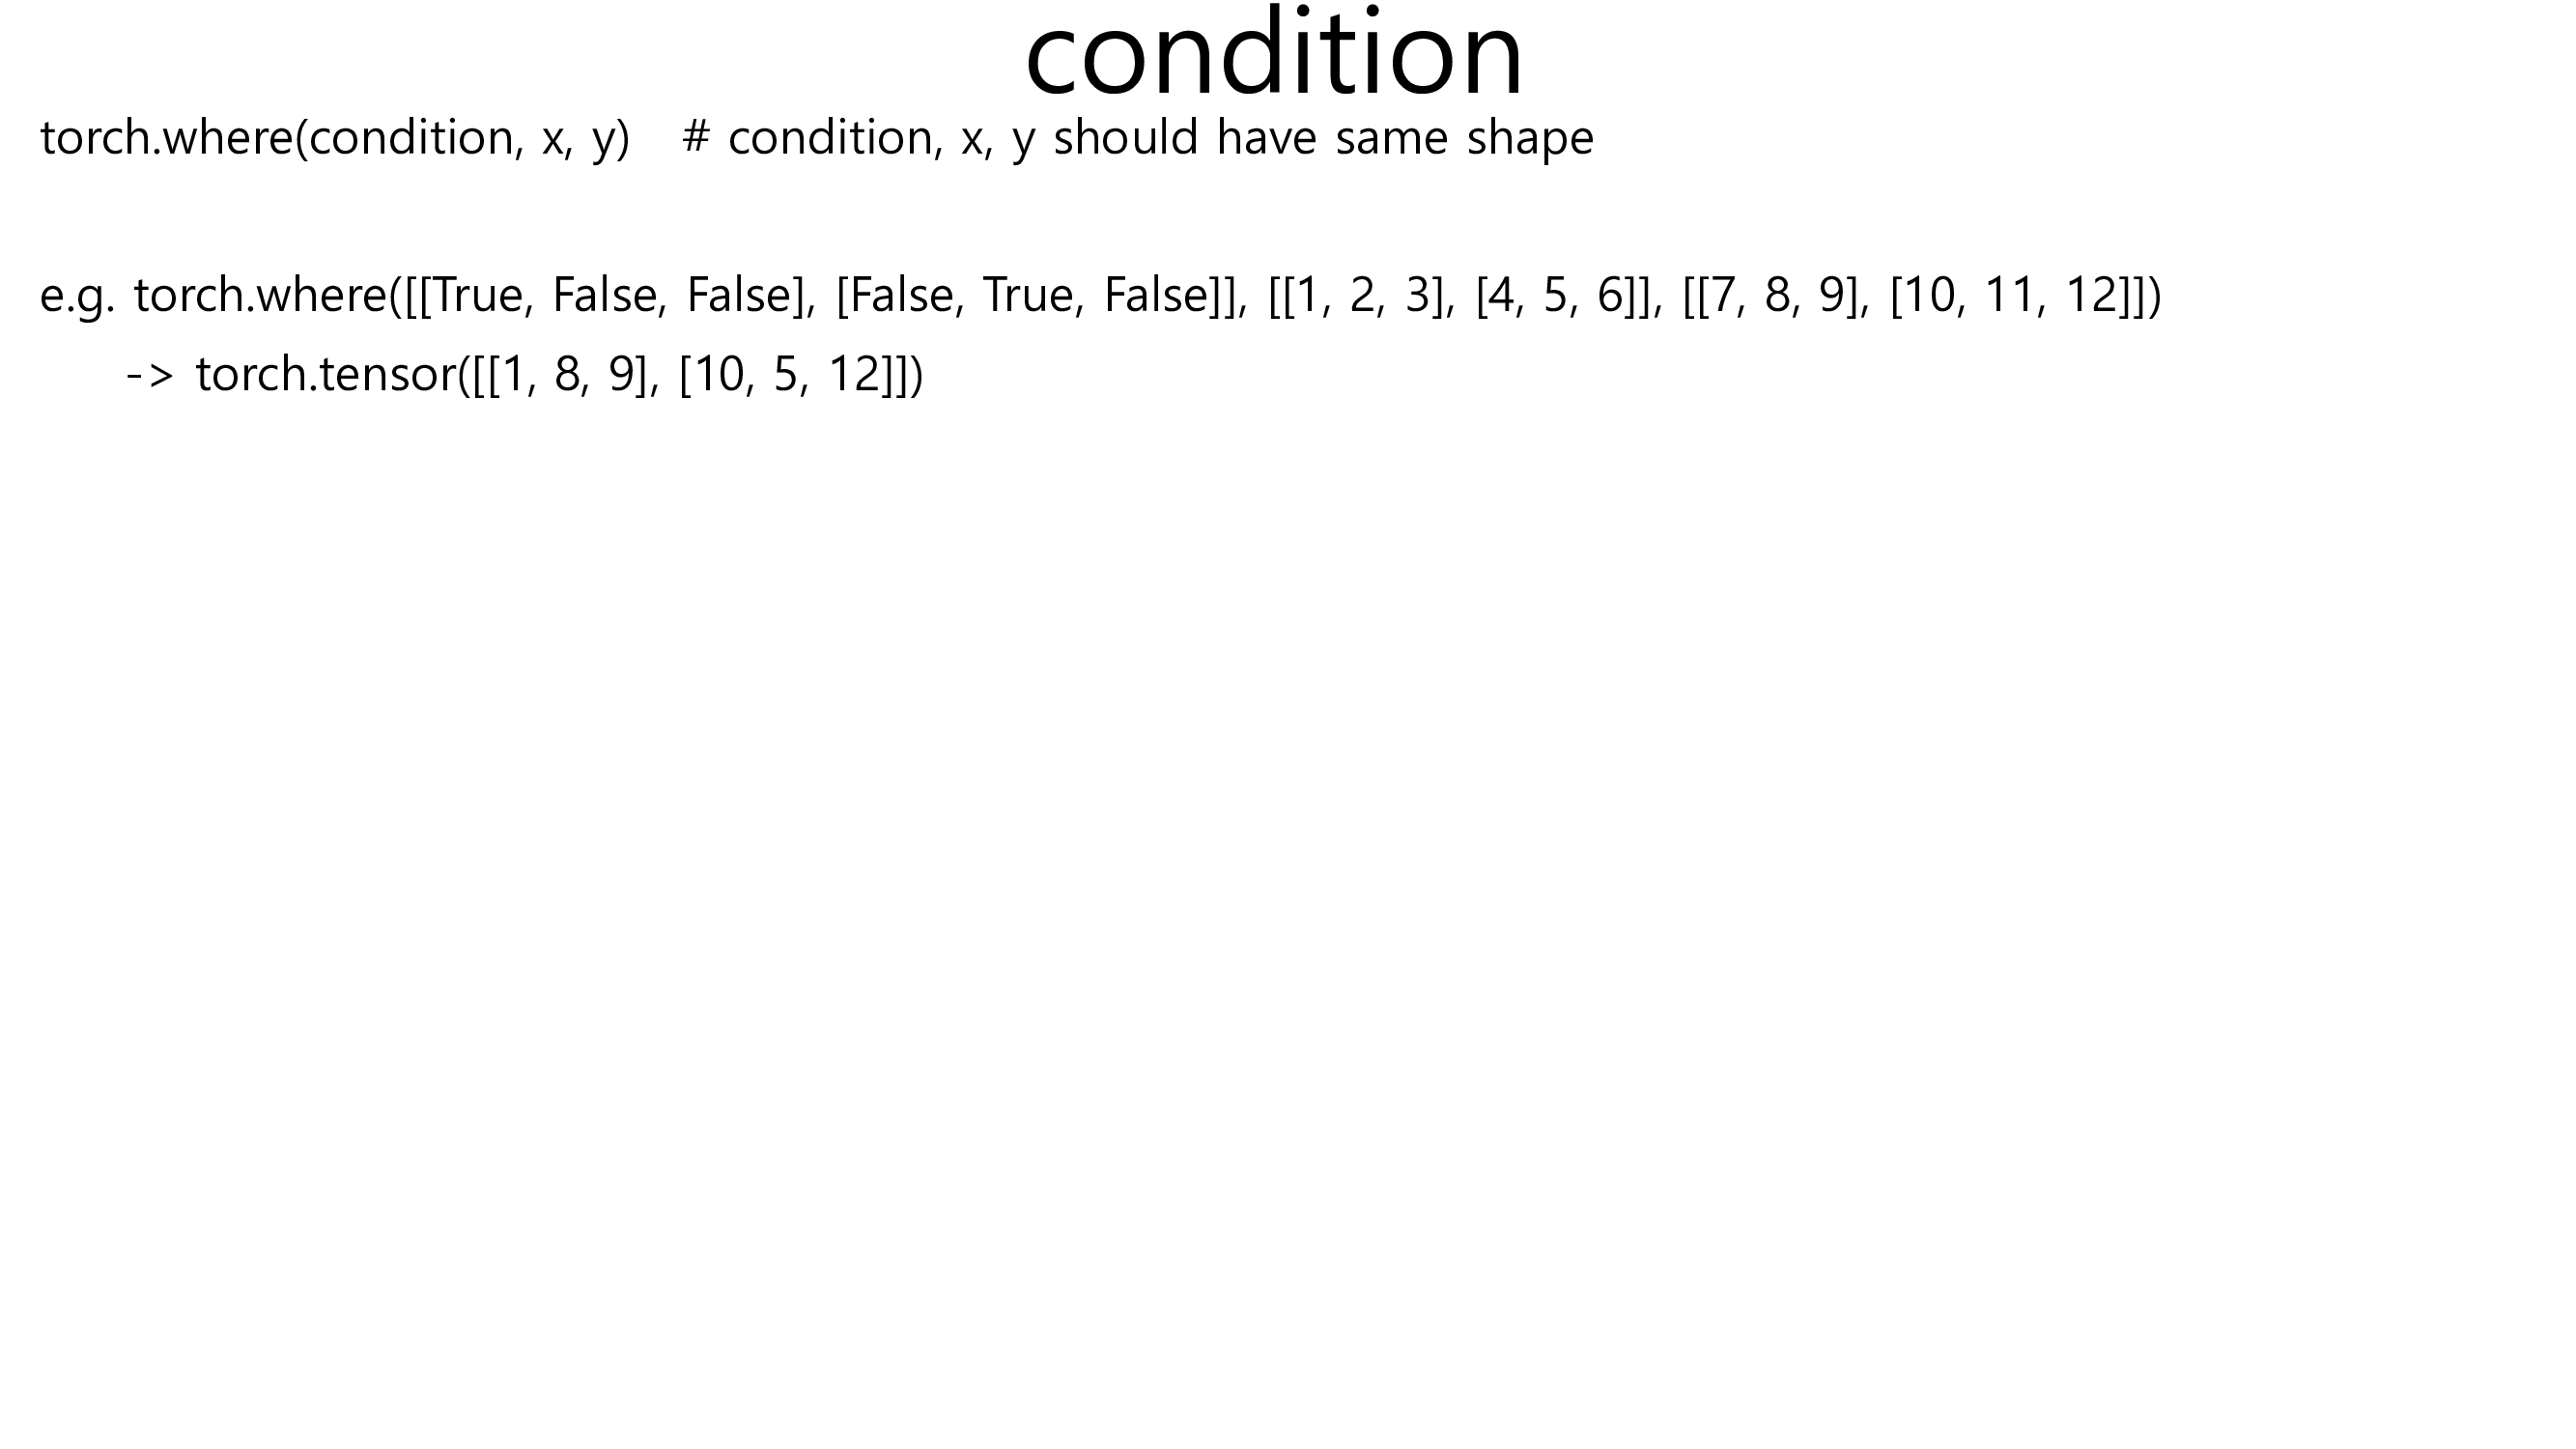 condition
torch.where(condition, x, y) # condition, x, y should have same shape
e.g. torch.where([[True, False, False], [False, True, False]], [[1, 2, 3], [4, 5, 6]], [[7, 8, 9], [10, 11, 12]])
-> torch.tensor([[1, 8, 9], [10, 5, 12]])